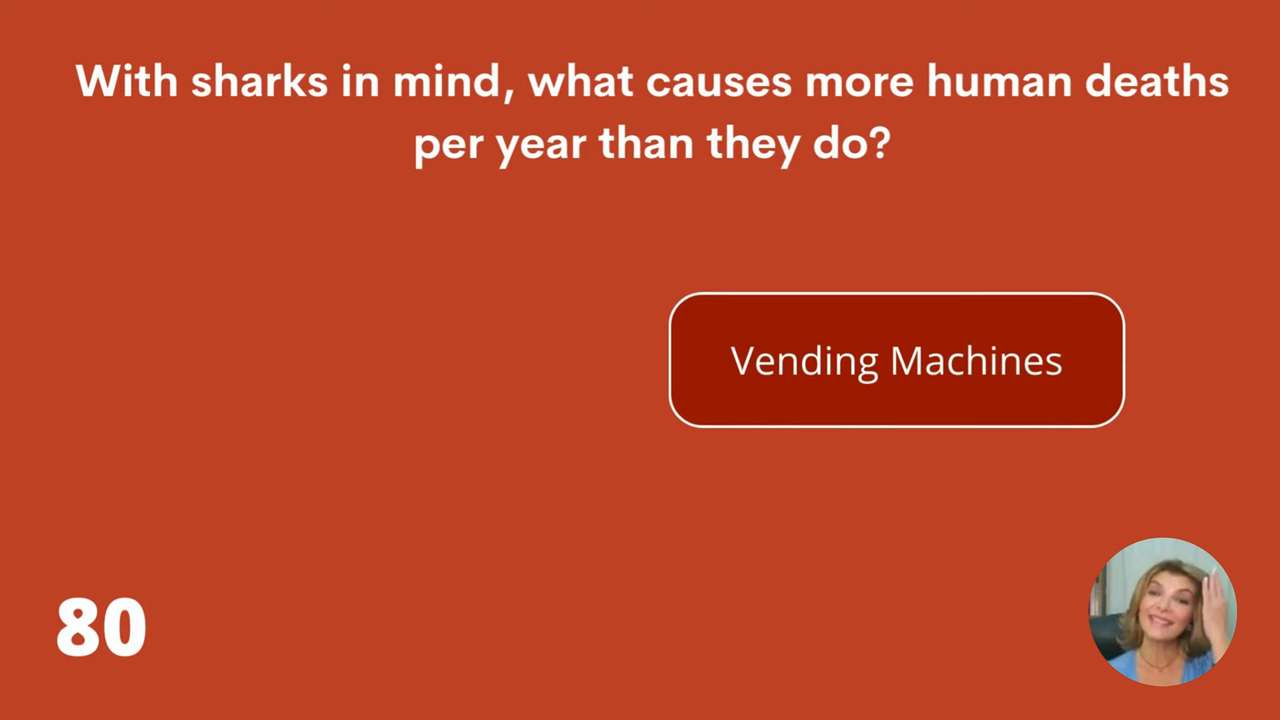 With sharks in mind, what causes more human deaths
per year than they do?
Vending Machines
80